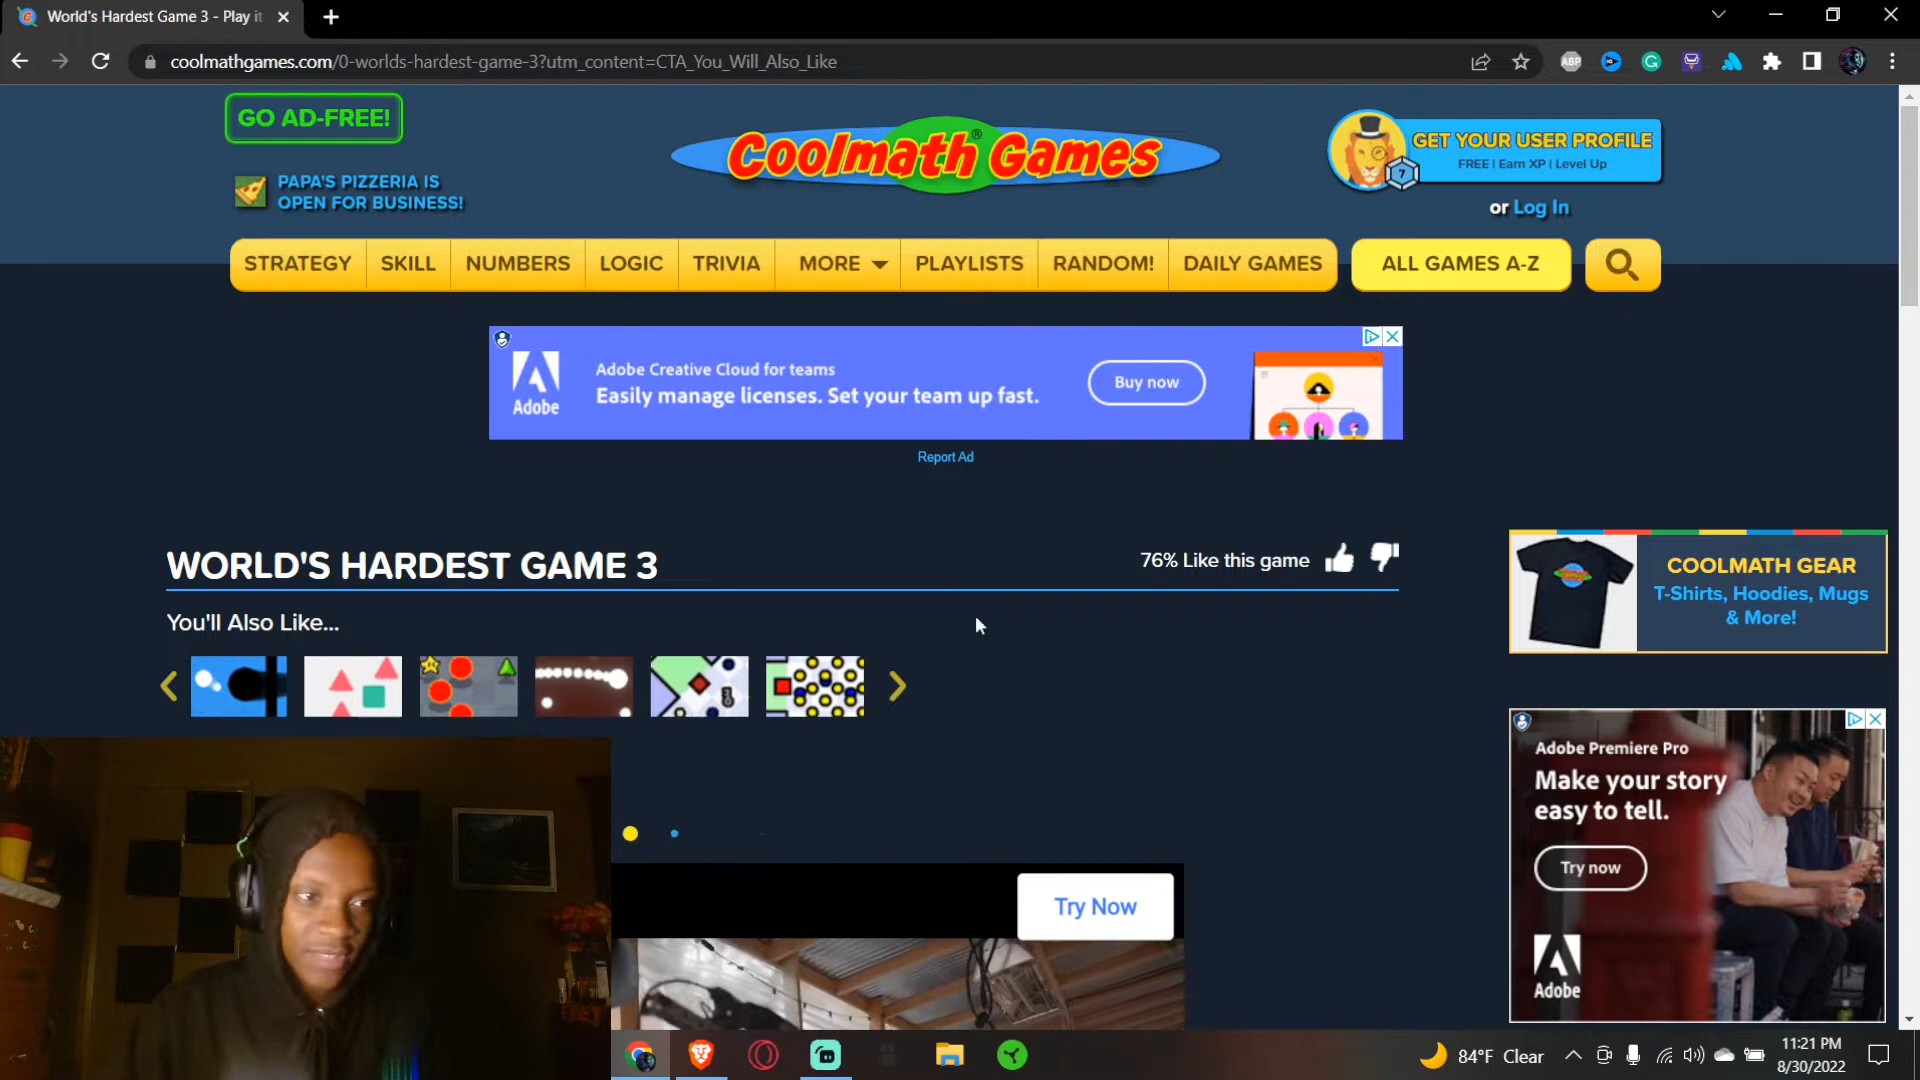 World's Hardest Game 3 - Play it
coolmathgames.com/0-worlds-hardest-game-3?utm_content=CTA_You_Will_Also_Like
ABP
GO AD-FREE!
PAPA'S PIZZERIA IS
OPEN FOR BUSINESS!
Coolmath Games®
7
GET YOUR USER PROFILE
FREE | Earn XP | Level Up
or Log In
STRATEGY
SKILL
NUMBERS
LOGIC
TRIVIA
MORE
PLAYLISTS
RANDOM!
DAILY GAMES
ALL GAMES A-Z
Adobe
Adobe Creative Cloud for teams
Easily manage licenses. Set your team up fast.
Buy now
Report Ad
WORLD'S HARDEST GAME 3
76% Like this game
You'll Also Like...
COOLMATH GEAR
T-Shirts, Hoodies, Mugs
& More!
Adobe Premiere Pro
Make your story
easy to tell.
Try now
Adobe
Try Now
84°F Clear
11:21 PM
8/30/2022